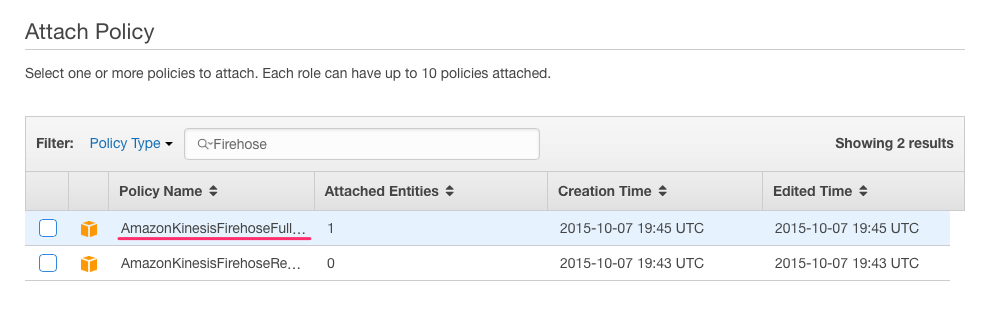 Attach Policy
Select one or more policies to attach. Each role can have up to 10 policies attached.
Filter: Policy Type Firehose Showing 2 results
Policy Name Attached Entities Creation Time Edited Time
AmazonKinesisFirehoseFull... 1 2015-10-07 19:45 UTC 2015-10-07 19:45 UTC
AmazonKinesisFirehoseRe... 0 2015-10-07 19:43 UTC 2015-10-07 19:43 UTC